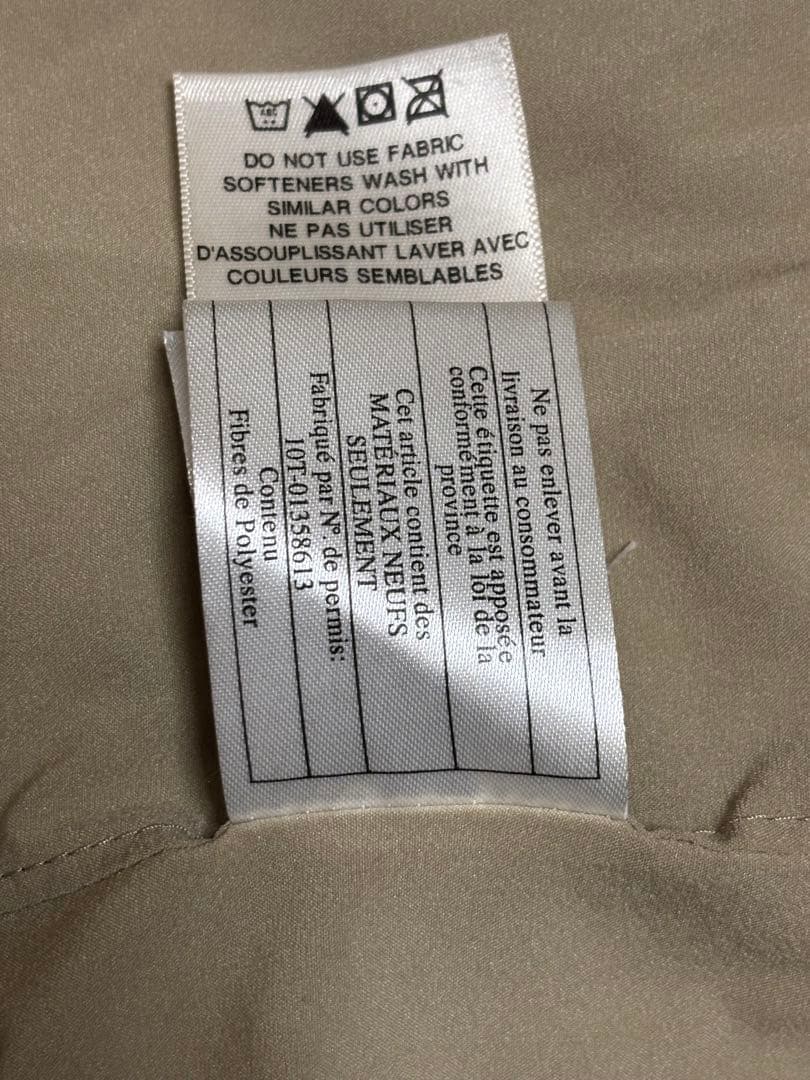 DO NOT USE FABRIC
SOFTENERS WASH WITH
SIMILAR COLORS
NE PAS UTILISER
D'ASSOUPLISSANT LAVER AVEC
COULEURS SEMBLABLES
Ne pas enlever avant la
livraison au consommateur
Cette étiquette est apposée
conformément à la loi de la
province
Cet article contient des
MATÉRIAUX NEUFS
SEULEMENT
Fabriqué par Nº. de permis:
10T-01358613
Contenu
Fibres de Polyester